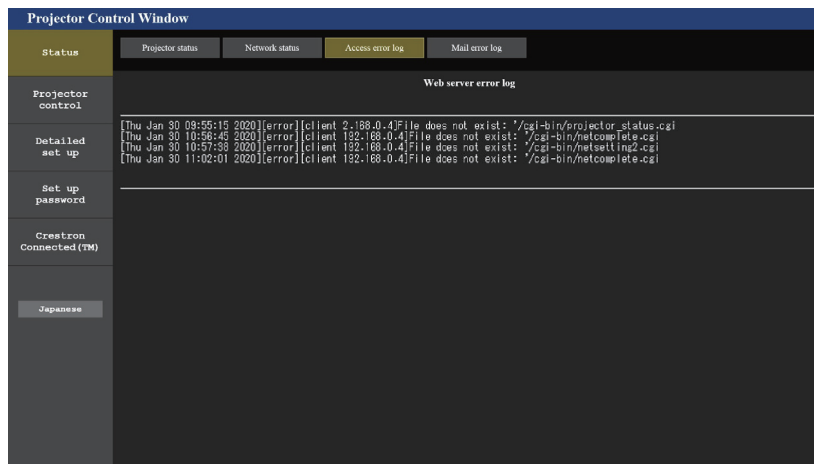 Projector Control Window
Status
Projector status
Network status
Access error log
Mail error log
Projector
control
Detailed
set up
Set up
password
Crestron
Connected(TM)
Japanese
Web server error log
[Thu Jan 30 09:55:15 2020][error][client 2.168.0.4]File does not exist: '/cgi-bin/projector_status.cgi
[Thu Jan 30 10:56:45 2020][error][client 192.168.0.4]File does not exist: '/cgi-bin/netcomplete.cgi
[Thu Jan 30 10:57:38 2020][error][client 192.168.0.4]File does not exist: '/cgi-bin/netsetting2.cgi
[Thu Jan 30 11:02:01 2020][error][client 192.168.0.4]File does not exist: '/cgi-bin/netcomplete.cgi